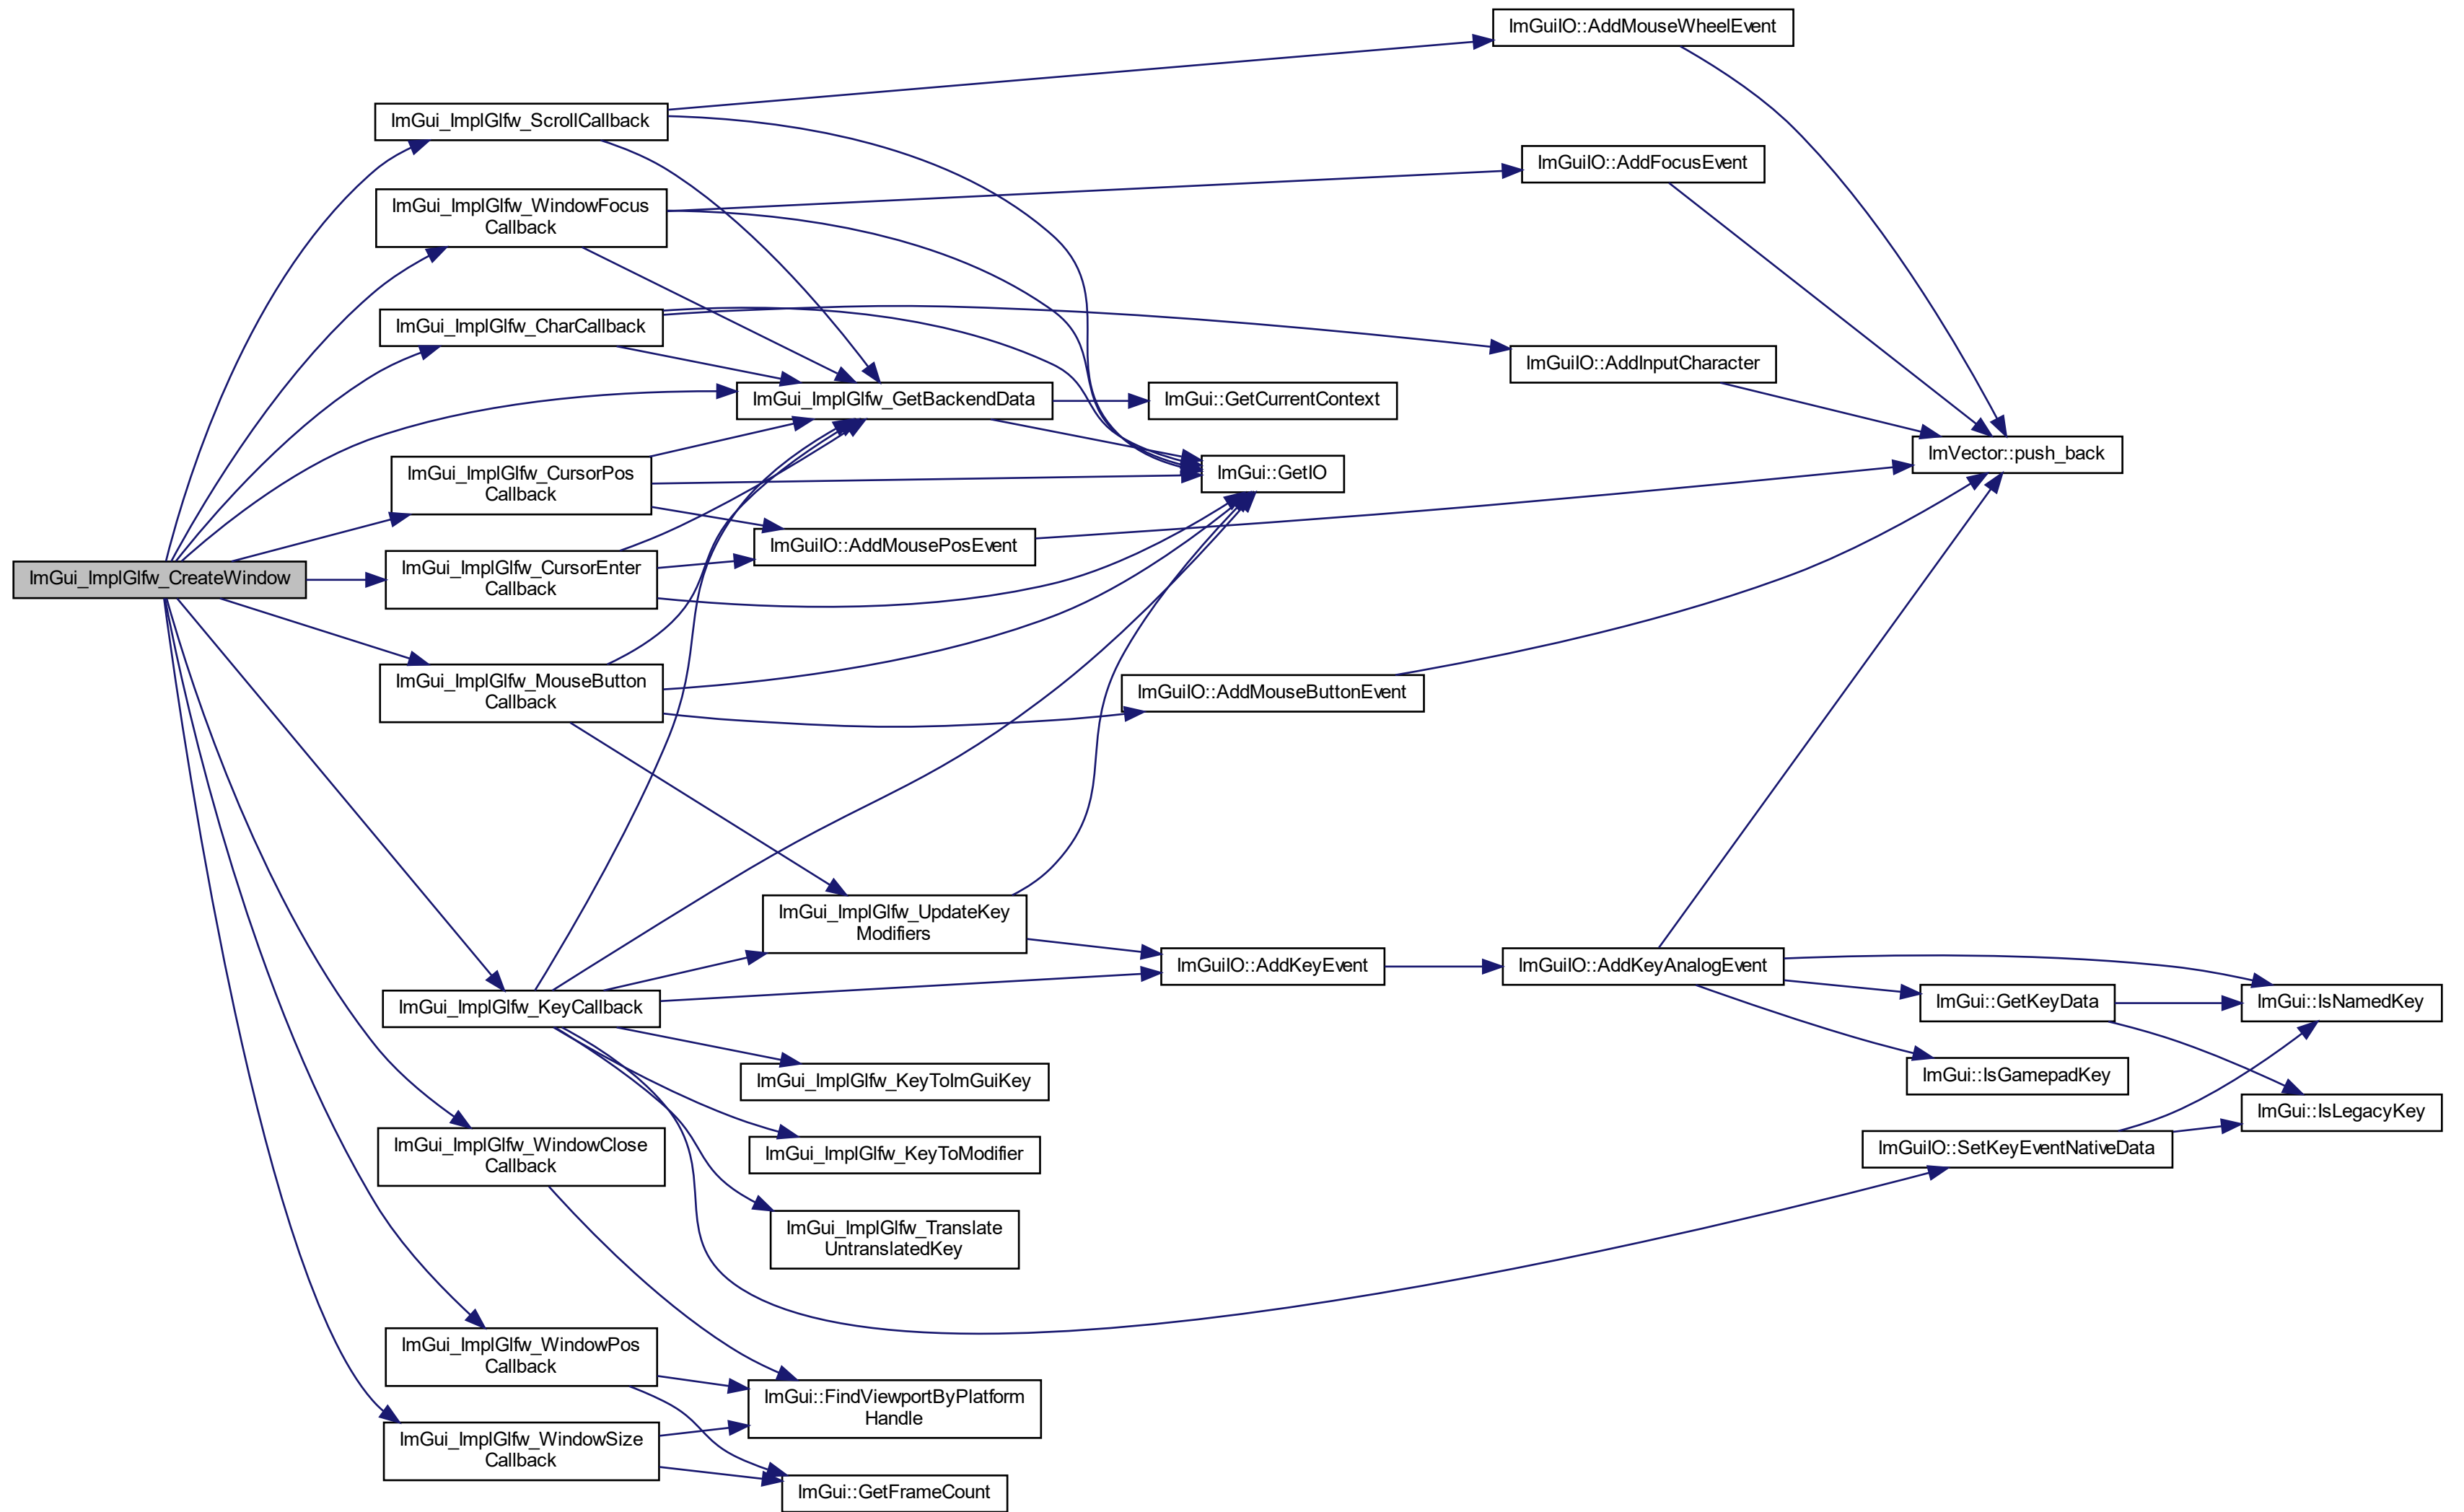 ImGuiIO::AddMouseWheelEvent
ImGui_ImplGlfw_ScrollCallback
ImGuiIO::AddFocusEvent
ImGui_ImplGlfw_WindowFocus
Callback
ImGui_ImplGlfw_CharCallback
ImGuiIO::AddInputCharacter
ImGui_ImplGlfw_GetBackendData
ImGui::GetCurrentContext
ImVector::push_back
ImGui_ImplGlfw_CursorPos
Callback
ImGui::GetIO
ImGuiIO::AddMousePosEvent
ImGui_ImplGlfw_CreateWindow
ImGui_ImplGlfw_CursorEnter
Callback
ImGui_ImplGlfw_MouseButton
Callback
ImGuiIO::AddMouseButtonEvent
ImGui_ImplGlfw_UpdateKey
Modifiers
ImGuiIO::AddKeyEvent
ImGuiIO::AddKeyAnalogEvent
ImGui_ImplGlfw_KeyCallback
ImGui::GetKeyData
ImGui::IsNamedKey
ImGui_ImplGlfw_KeyToImGuiKey
ImGui::IsGamepadKey
ImGui::IsLegacyKey
ImGui_ImplGlfw_WindowClose
Callback
ImGui_ImplGlfw_KeyToModifier
ImGuiIO::SetKeyEventNativeData
ImGui_ImplGlfw_Translate
UntranslatedKey
ImGui_ImplGlfw_WindowPos
Callback
ImGui::FindViewportByPlatform
Handle
ImGui_ImplGlfw_WindowSize
Callback
ImGui::GetFrameCount